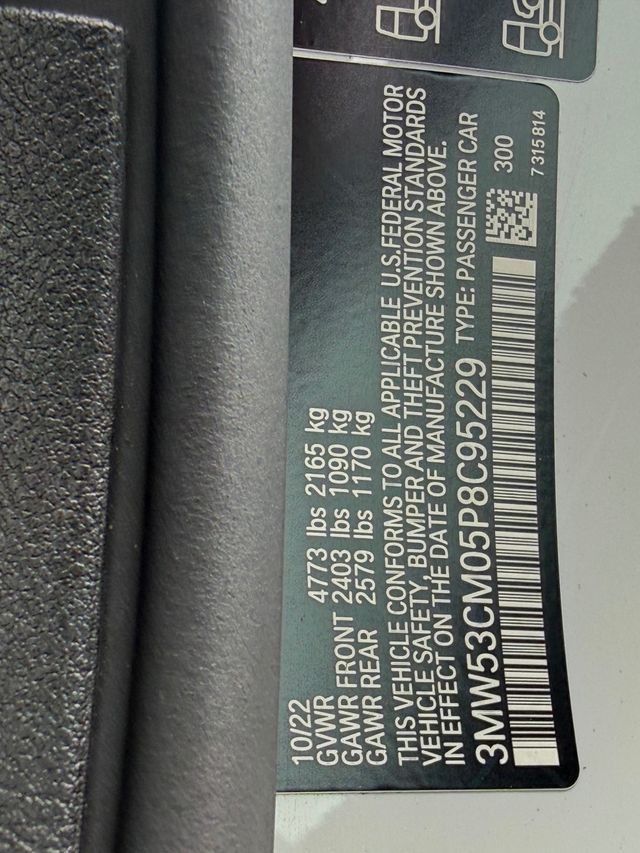 10/22
GVWR 4773 lbs 2165 kg
GAWR FRONT 2403 lbs 1090 kg
GAWR REAR 2579 lbs 1170 kg
THIS VEHICLE CONFORMS TO ALL APPLICABLE U.S.FEDERAL MOTOR
VEHICLE SAFETY, BUMPER AND THEFT PREVENTION STANDARDS
IN EFFECT ON THE DATE OF MANUFACTURE SHOWN ABOVE.
3MW53CM05P8C95229 TYPE: PASSENGER CAR
300
7 315 814